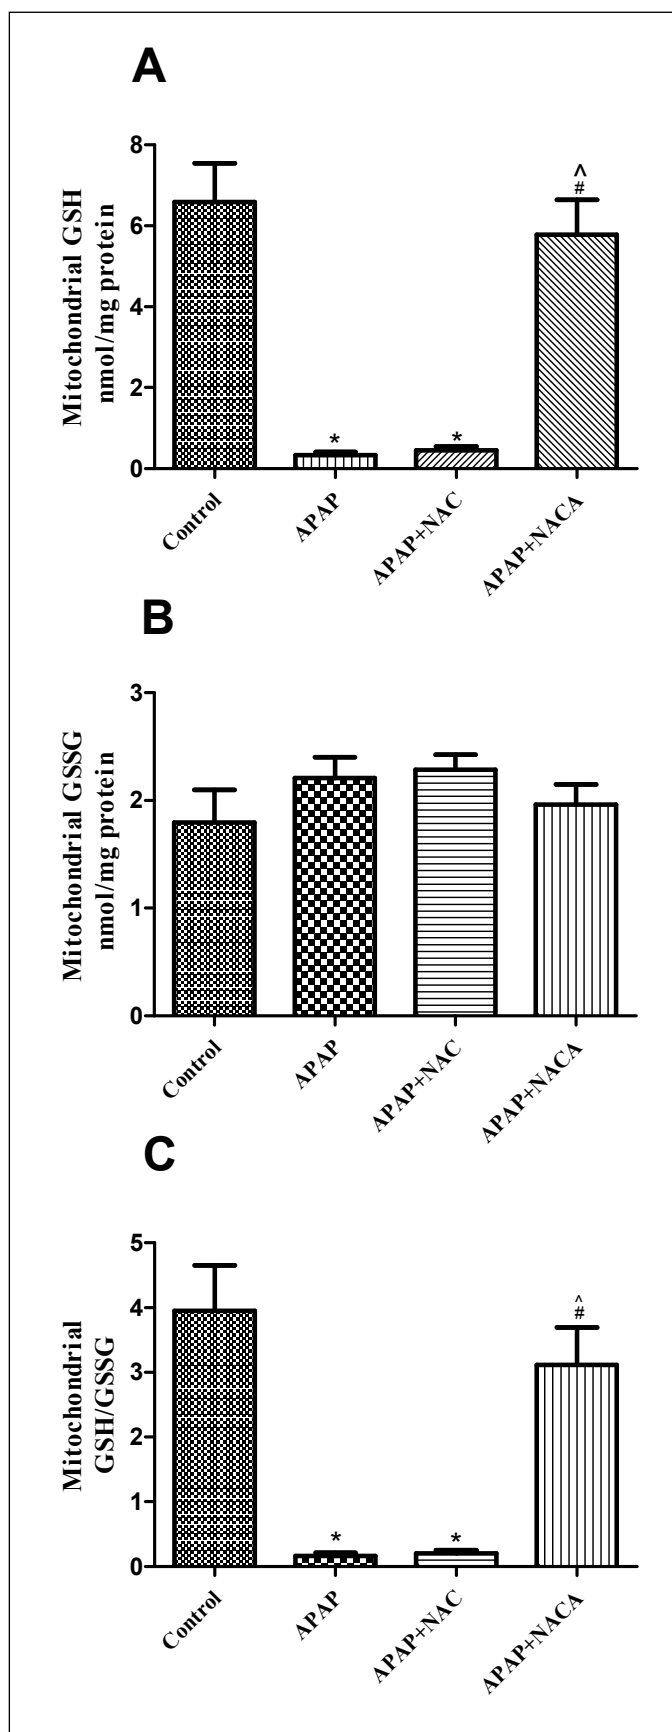 A
Mitochondrial GSH
nmol/mg protein
8
6
4
2
0
*
*
^
#
Control
APAP
APAP+NAC
APAP+NACA
B
Mitochondrial GSSG
nmol/mg protein
3
2
1
0
Control
APAP
APAP+NAC
APAP+NACA
C
Mitochondrial
GSH/GSSG
5
4
3
2
1
0
*
*
^
#
Control
APAP
APAP+NAC
APAP+NACA